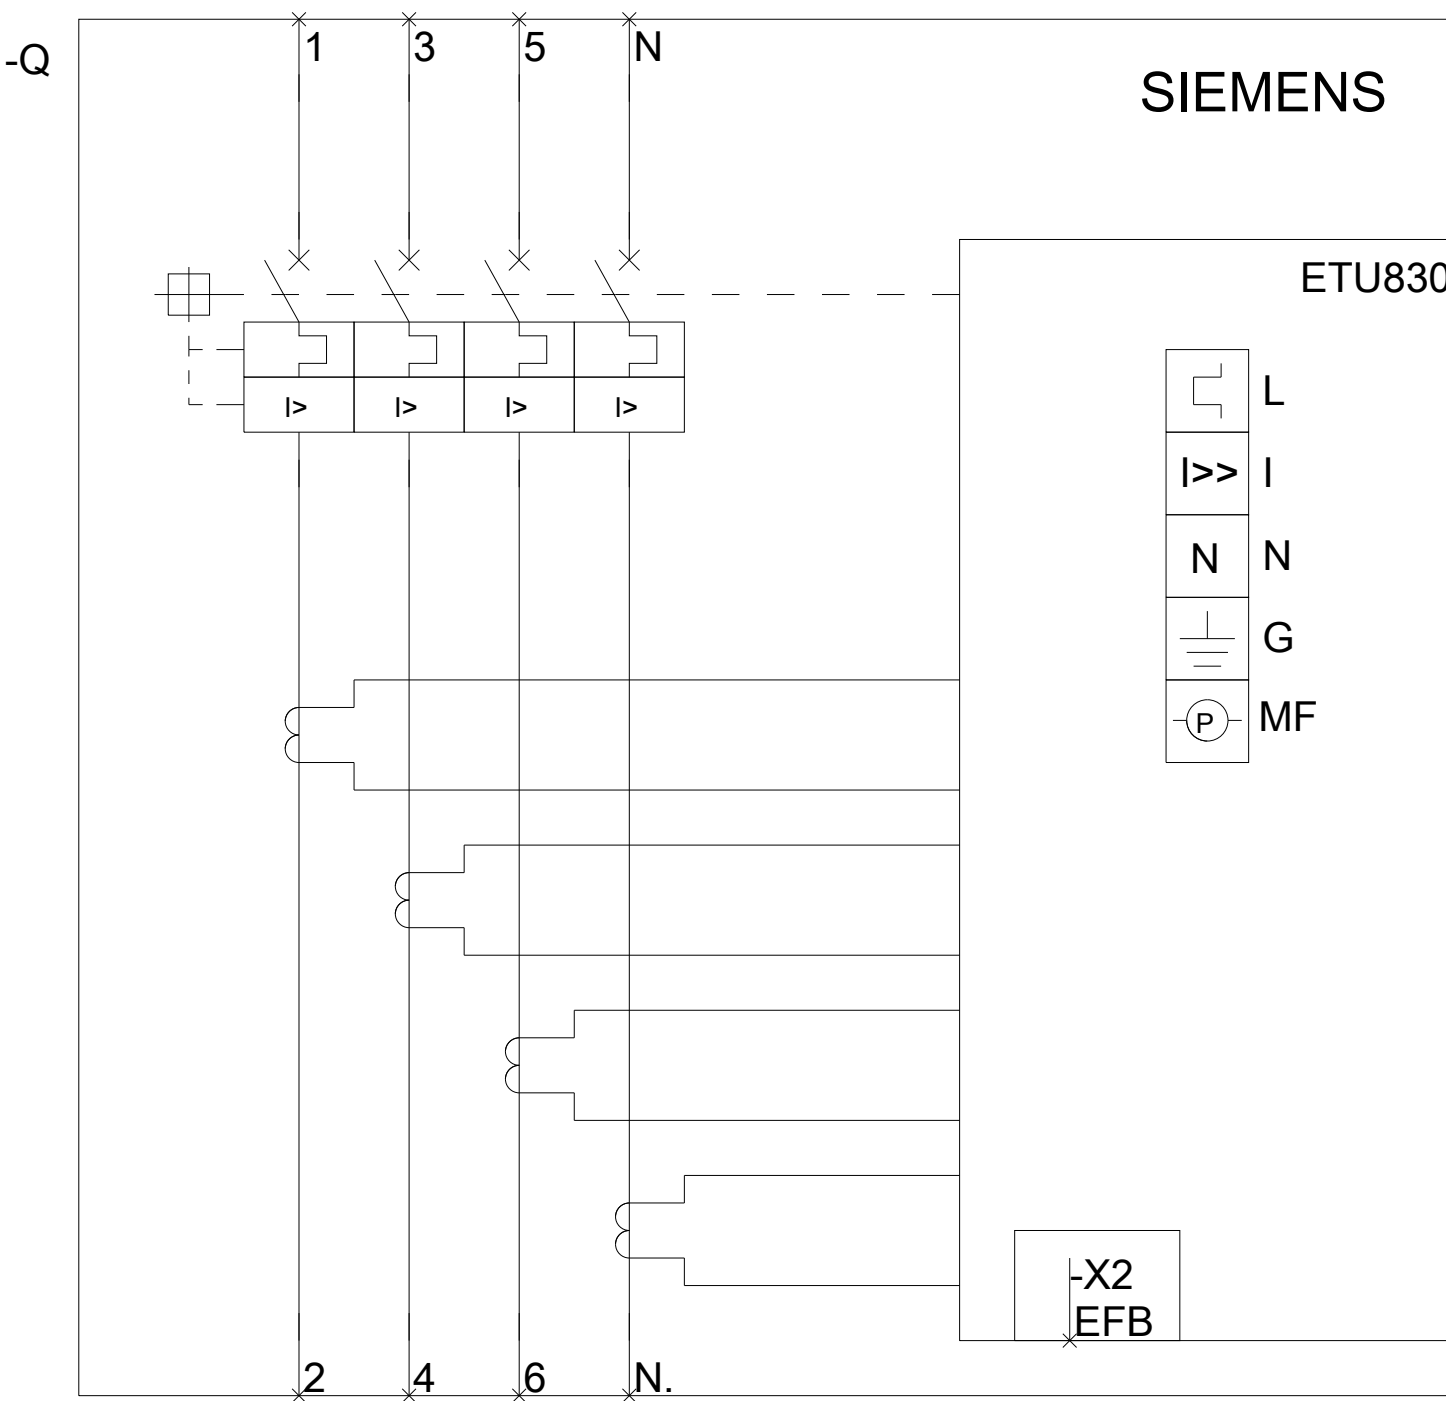 1 3 5 N
-Q
SIEMENS
ETU830
L
I> I> I> I>
I>> I
N N
G
P MF
-X2
EFB
2 4 6 N.